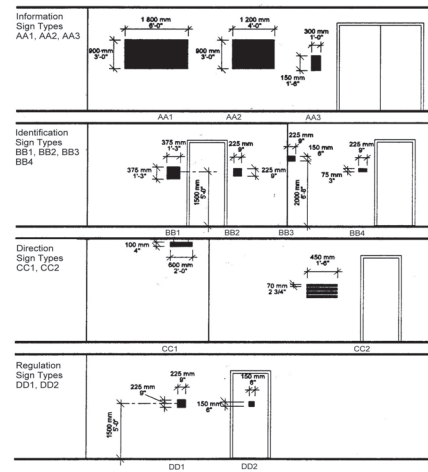 Information
Sign Types
AA1, AA2, AA3
1 800 mm
6'-0"
900 mm
3'-0"
1 200 mm
4'-0"
900 mm
3'-0"
300 mm
1'-0"
150 mm
1'-6"
AA1
AA2
AA3
Identification
Sign Types
BB1, BB2, BB3
BB4
375 mm
1'-3"
375 mm
1'-3"
1500 mm
5'-0"
225 mm
9"
225 mm
9"
225 mm
9"
150 mm
6"
2000 mm
6'-8"
225 mm
9"
75 mm
3"
BB1
BB2
BB3
BB4
Direction
Sign Types
CC1, CC2
100 mm
4"
600 mm
2'-0"
450 mm
1'-6"
70 mm
2 3/4"
CC1
CC2
Regulation
Sign Types
DD1, DD2
225 mm
9"
225 mm
9"
1500 mm
5'-0"
150 mm
6"
150 mm
6"
DD1
DD2